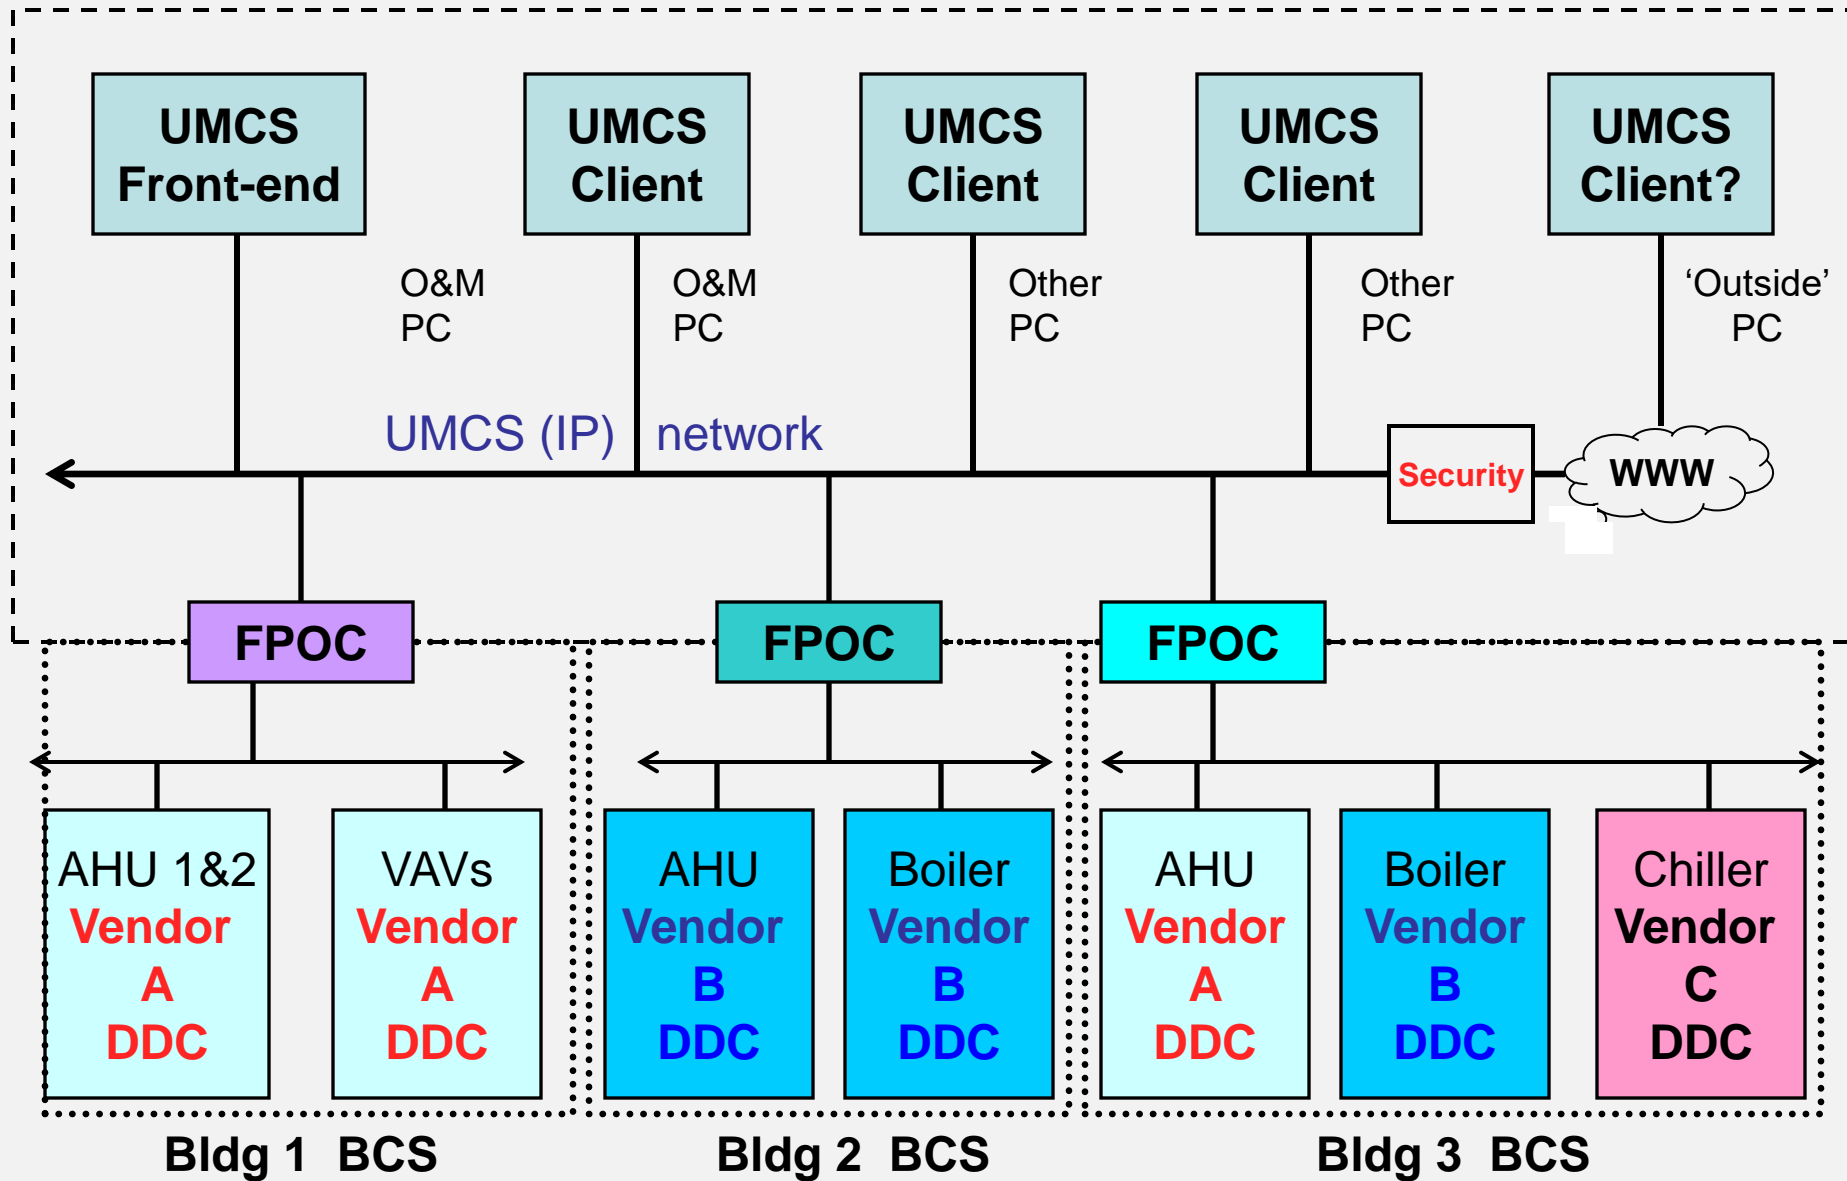 UMCS
Front-end
UMCS
Client
UMCS
Client
UMCS
Client
UMCS
Client?
O&M
PC
O&M
PC
Other
PC
Other
PC
‘Outside’
PC
UMCS (IP) network
Security
WWW
FPOC
FPOC
FPOC
AHU 1&2
Vendor
A
DDC
VAVs
Vendor
A
DDC
AHU
Vendor
B
DDC
Boiler
Vendor
B
DDC
AHU
Vendor
A
DDC
Boiler
Vendor
B
DDC
Chiller
Vendor
C
DDC
Bldg 1 BCS
Bldg 2 BCS
Bldg 3 BCS